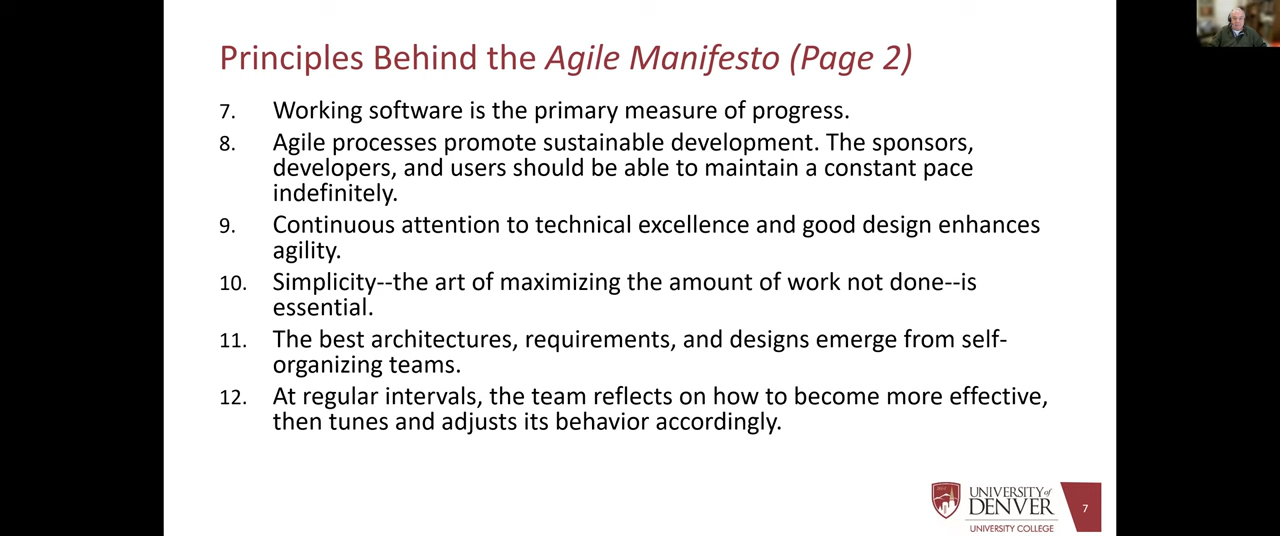 Principles Behind the Agile Manifesto (Page 2)
7. Working software is the primary measure of progress.
8. Agile processes promote sustainable development. The sponsors,
developers, and users should be able to maintain a constant pace
indefinitely.
9. Continuous attention to technical excellence and good design enhances
agility.
10. Simplicity--the art of maximizing the amount of work not done--is
essential.
11. The best architectures, requirements, and designs emerge from self-
organizing teams.
12. At regular intervals, the team reflects on how to become more effective,
then tunes and adjusts its behavior accordingly.
UNIVERSITY of
DENVER
UNIVERSITY COLLEGE
7